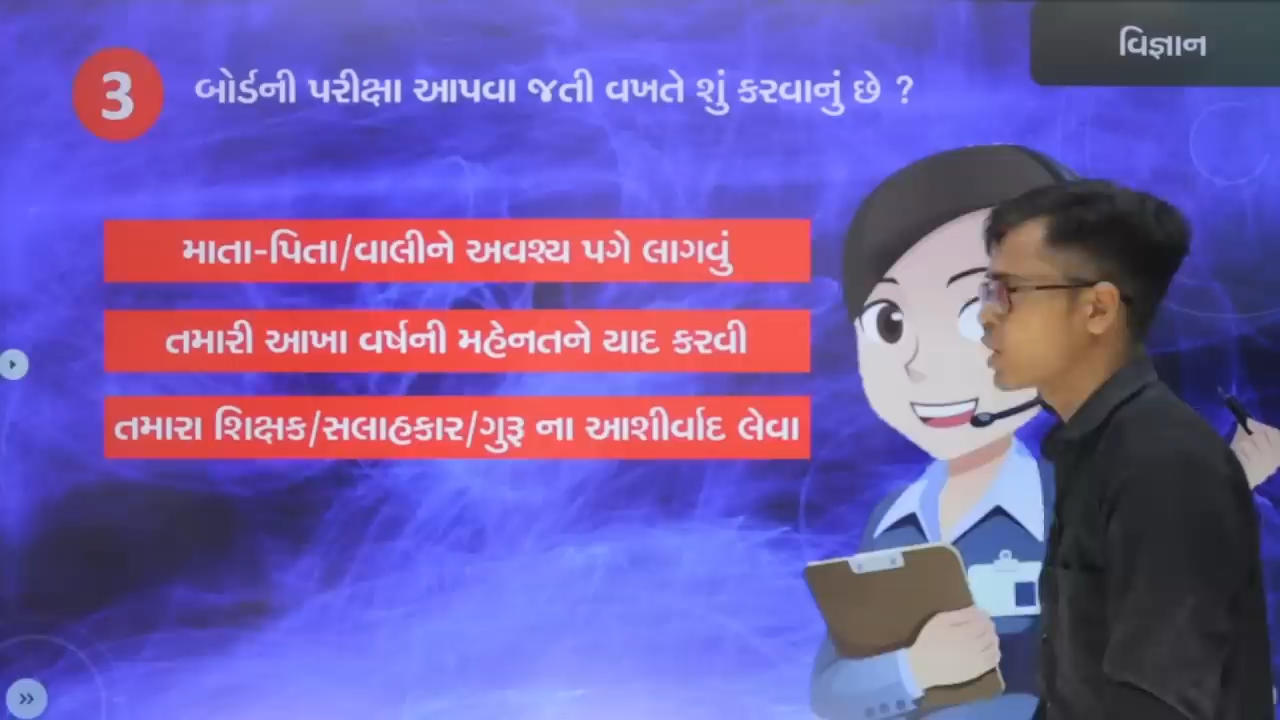 વિજ્ઞાન
3 બોર્ડની પરીક્ષા આપવા જતી વખતે શું કરવાનું છે ?
માતા-પિતા/વાલીને અવશ્ય પગે લાગવું
તમારી આખા વર્ષની મહેનતને યાદ કરવી
તમારા શિક્ષક/સલાહકાર/ગુરૂ ના આશીર્વાદ લેવા